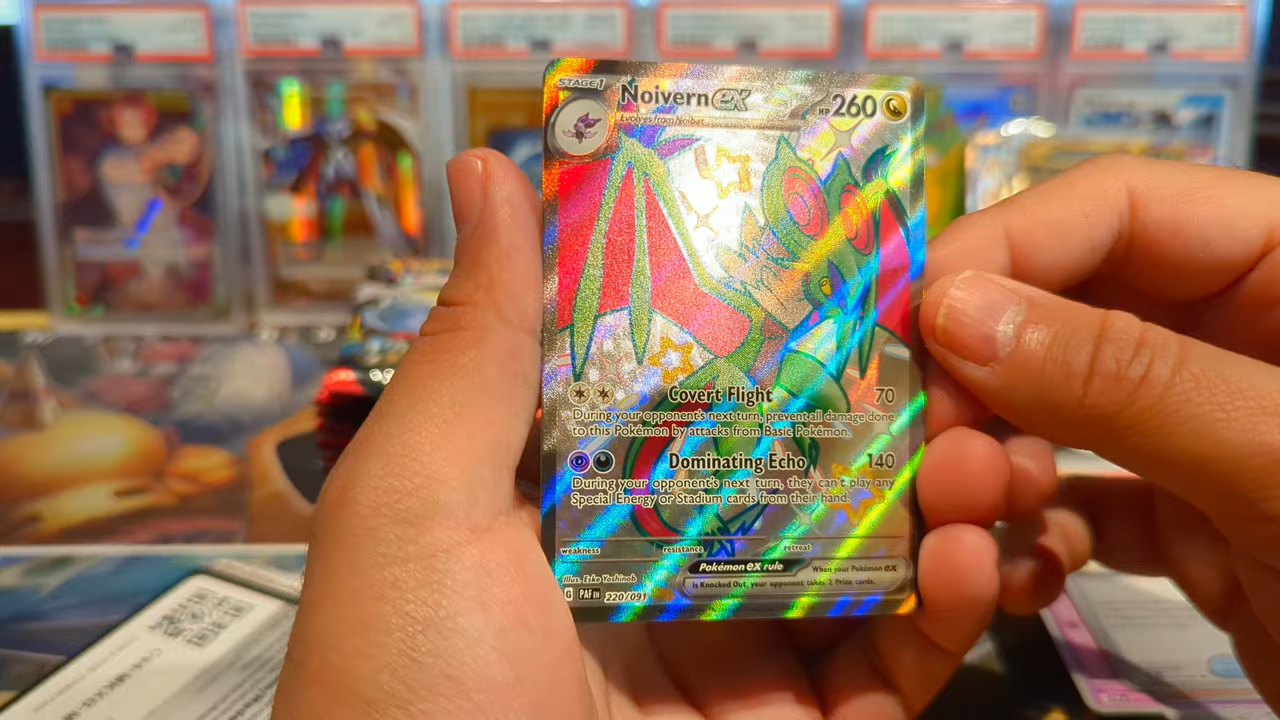 STAGE1
Noivern ex
HP 260
Evolves from Noibat
Covert Flight 70
During your opponent's next turn, prevent all damage done
to this Pokémon by attacks from Basic Pokémon.
Dominating Echo 140
During your opponent's next turn, they can't play any
Special Energy or Stadium cards from their hand.
weakness resistance retreat
Pokémon ex rule When your Pokémon ex
is Knocked Out, your opponent takes 2 Prize cards.
Illus. Eske Yoshinob
G PAF EN 220/091